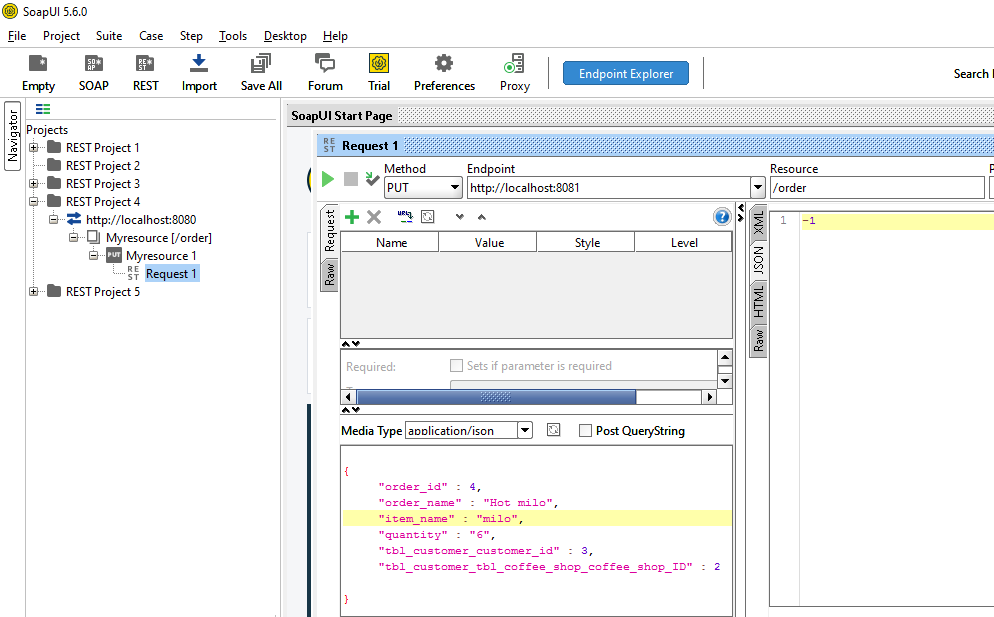 SoapUI 5.6.0
File Project Suite Case Step Tools Desktop Help
Empty SOAP REST Import Save All Forum Trial Preferences Proxy Endpoint Explorer Search
Navigator
Projects
REST Project 1
REST Project 2
REST Project 3
REST Project 4
http://localhost:8080
Myresource [/order]
PUT Myresource 1
REST Request 1
REST Project 5
SoapUI Start Page
REST Request 1
Method Endpoint Resource
PUT http://localhost:8081 /order
Request
Raw
Name Value Style Level
Required: Sets if parameter is required
Media Type application/json Post QueryString
{
"order_id" : 4,
"order_name" : "Hot milo",
"item_name" : "milo",
"quantity" : "6",
"tbl_customer_customer_id" : 3,
"tbl_customer_tbl_coffee_shop_coffee_shop_ID" : 2
}
XML
JSON
HTML
Raw
1 -1